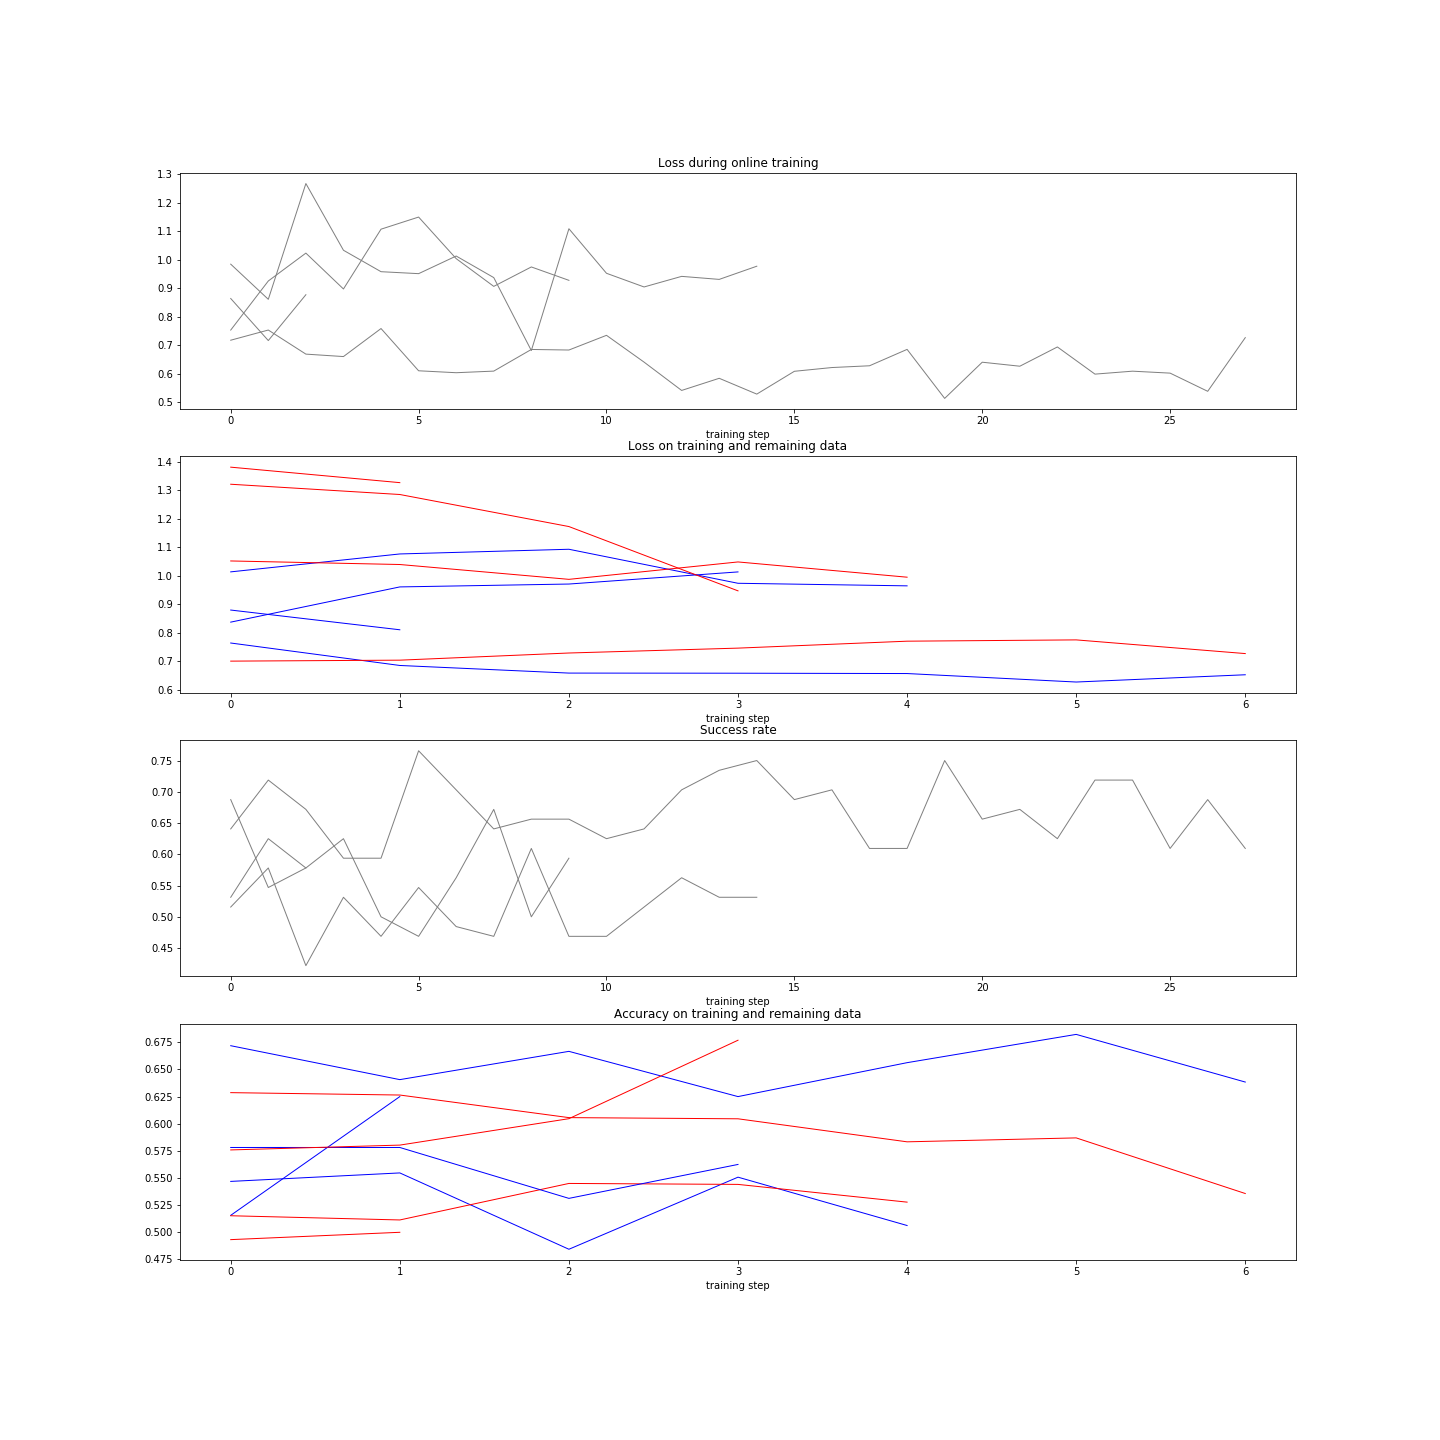 Loss during online training
1.3
1.2
1.1
1.0
0.9
0.8
0.7
0.6
0.5
0 5 10 15 20 25
training step
Loss on training and remaining data
1.4
1.3
1.2
1.1
1.0
0.9
0.8
0.7
0.6
0 1 2 3 4 5 6
training step
Success rate
0.75
0.70
0.65
0.60
0.55
0.50
0.45
0 5 10 15 20 25
training step
Accuracy on training and remaining data
0.675
0.650
0.625
0.600
0.575
0.550
0.525
0.500
0.475
0 1 2 3 4 5 6
training step